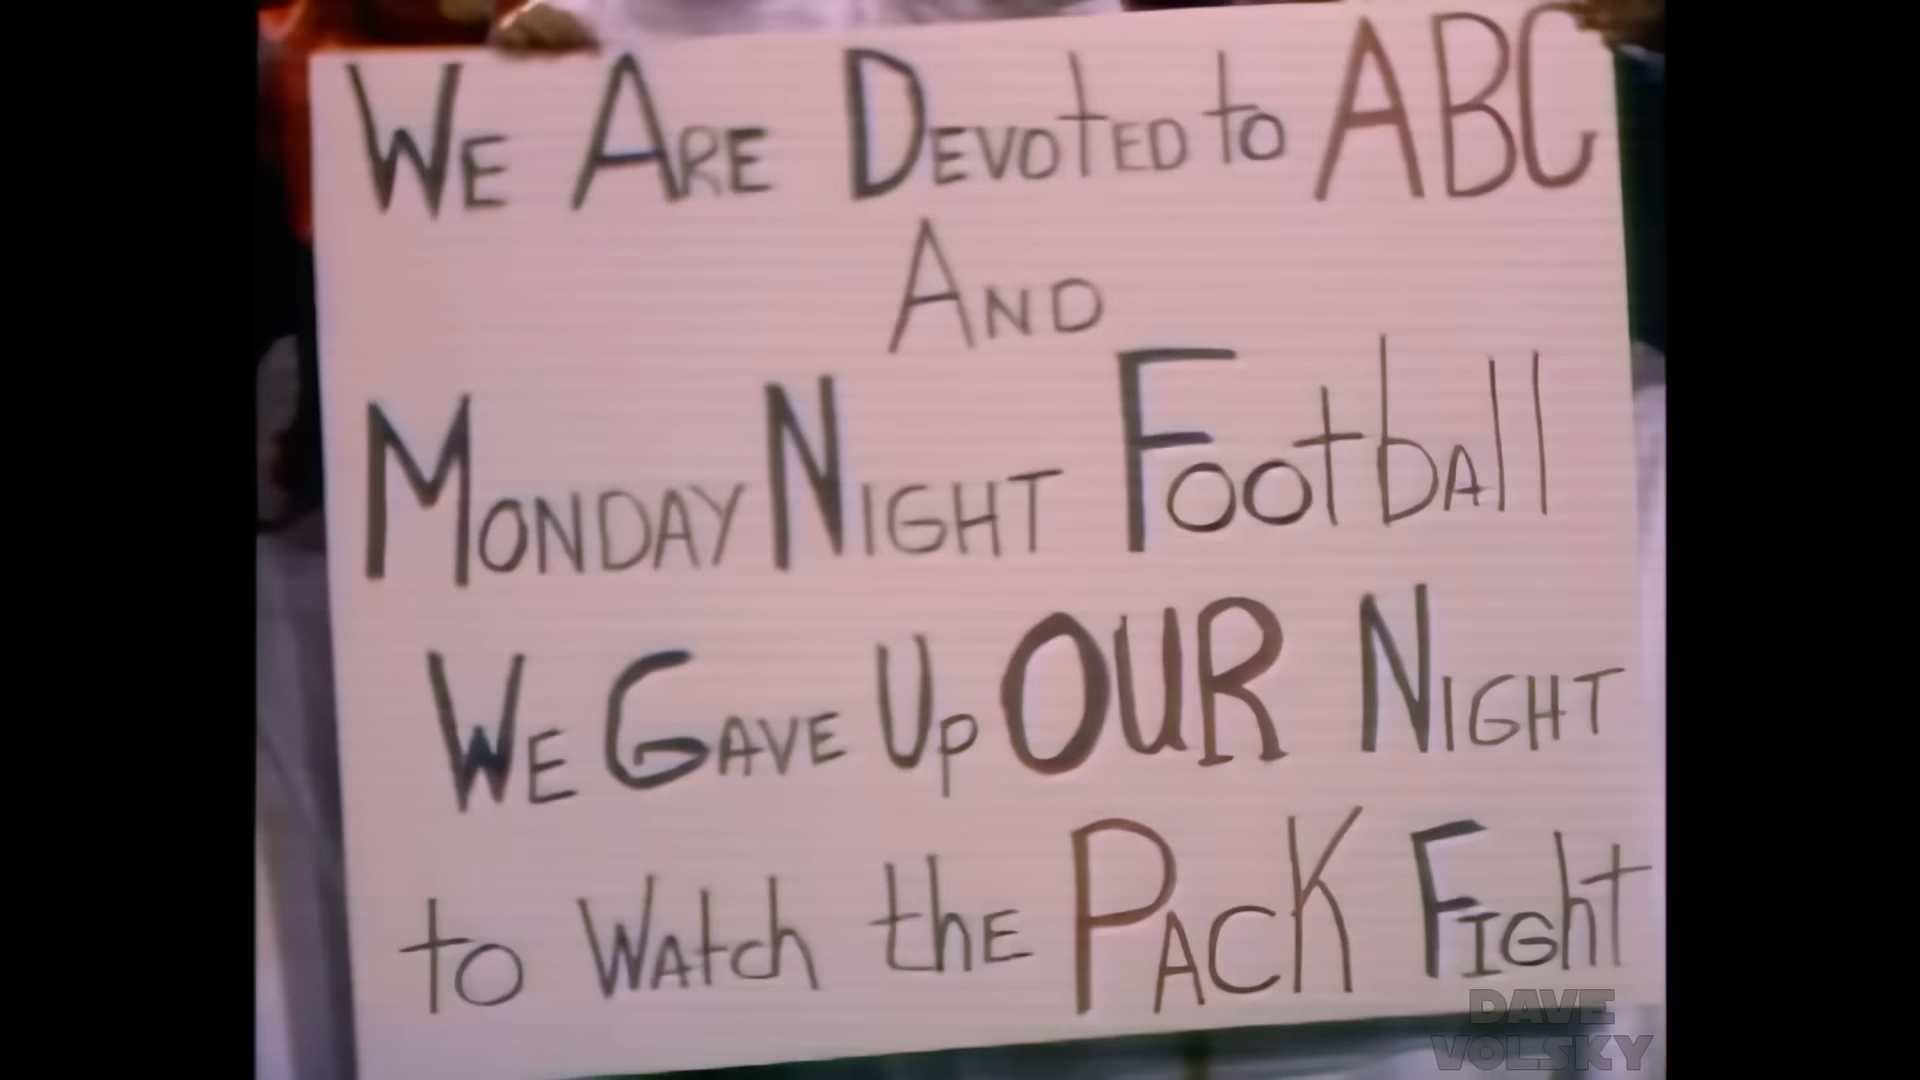 WE ARE DEVOTED to ABC
AND
MONDAY NIGHT FOOtbAll
WE GAVE Up OUR NIGHT
to WAtch thE PACK FIGht
DAVE
VOLSKY